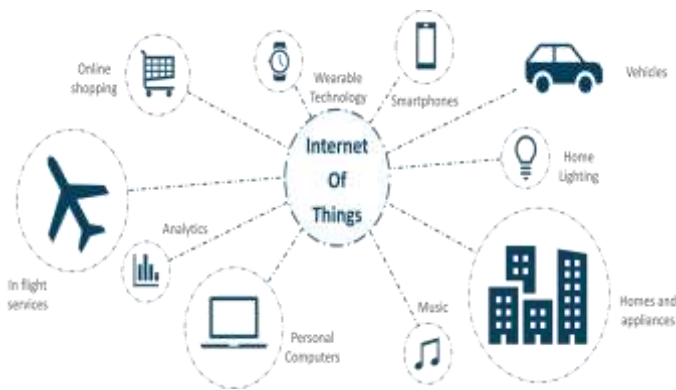 Online
shopping
Wearable
Technology
Smartphones
Vehicles
Internet
Of
Things
Home
Lighting
Analytics
In flight
services
Personal
Computers
Music
Homes and
appliances